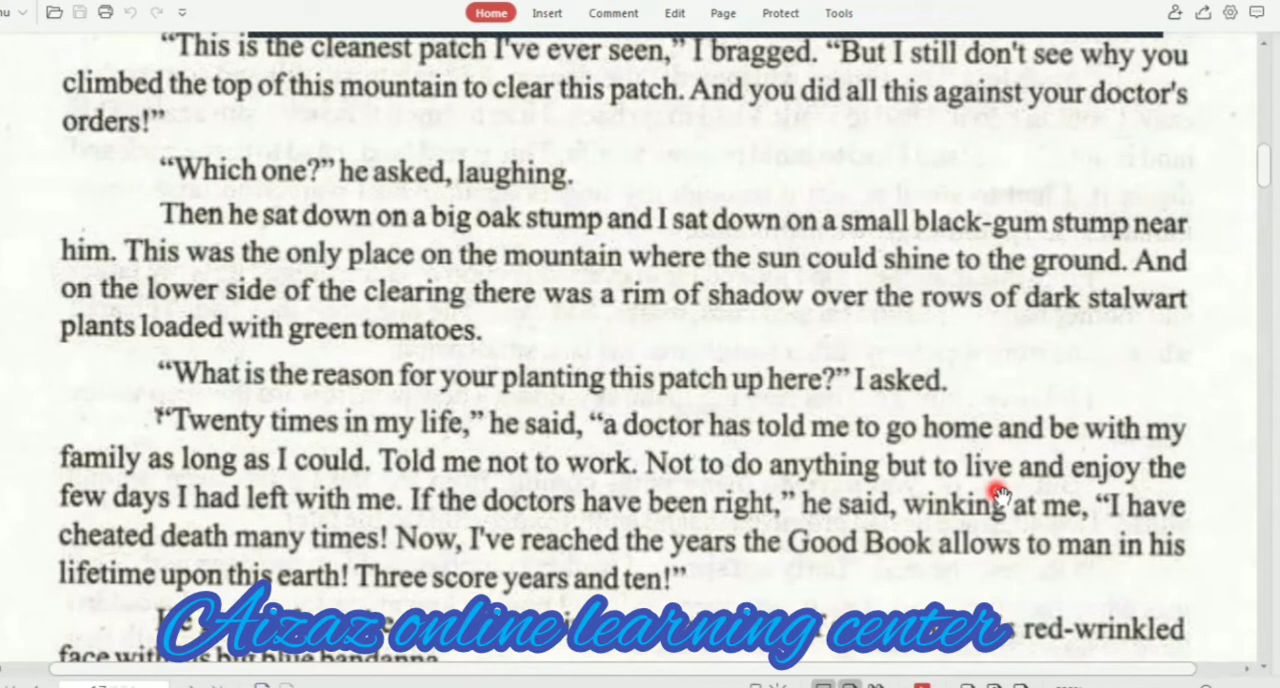 Home Insert Comment Edit Page Protect Tools
“This is the cleanest patch I've ever seen,” I bragged. “But I still don't see why you
climbed the top of this mountain to clear this patch. And you did all this against your doctor's
orders!”
“Which one?” he asked, laughing.
Then he sat down on a big oak stump and I sat down on a small black-gum stump near
him. This was the only place on the mountain where the sun could shine to the ground. And
on the lower side of the clearing there was a rim of shadow over the rows of dark stalwart
plants loaded with green tomatoes.
“What is the reason for your planting this patch up here?” I asked.
“Twenty times in my life,” he said, “a doctor has told me to go home and be with my
family as long as I could. Told me not to work. Not to do anything but to live and enjoy the
few days I had left with me. If the doctors have been right,” he said, winking at me, “I have
cheated death many times! Now, I've reached the years the Good Book allows to man in his
lifetime upon this earth! Three score years and ten!”
Aizaz online learning center
red-wrinkled
face with blue bandanna